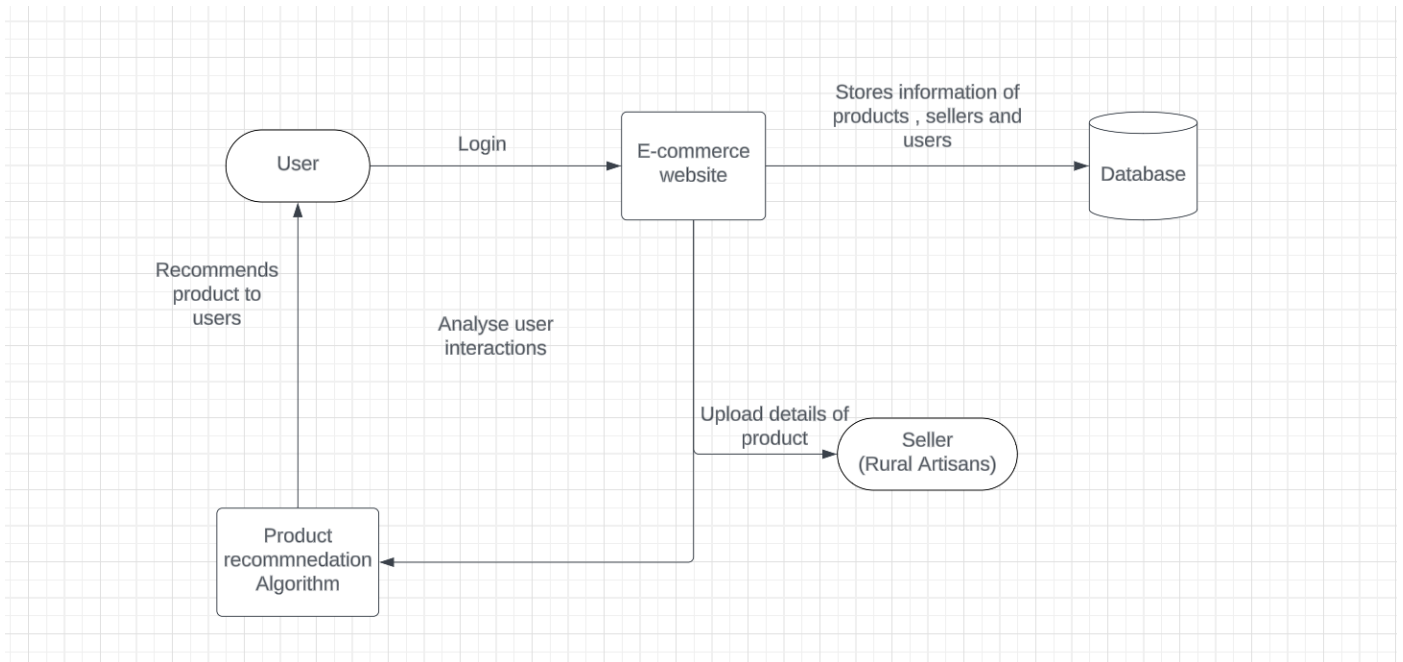 Stores information of
products , sellers and
users
Login
User
E-commerce
website
Database
Recommends
product to
users
Analyse user
interactions
Upload details of
product
Seller
(Rural Artisans)
Product
recommnedation
Algorithm